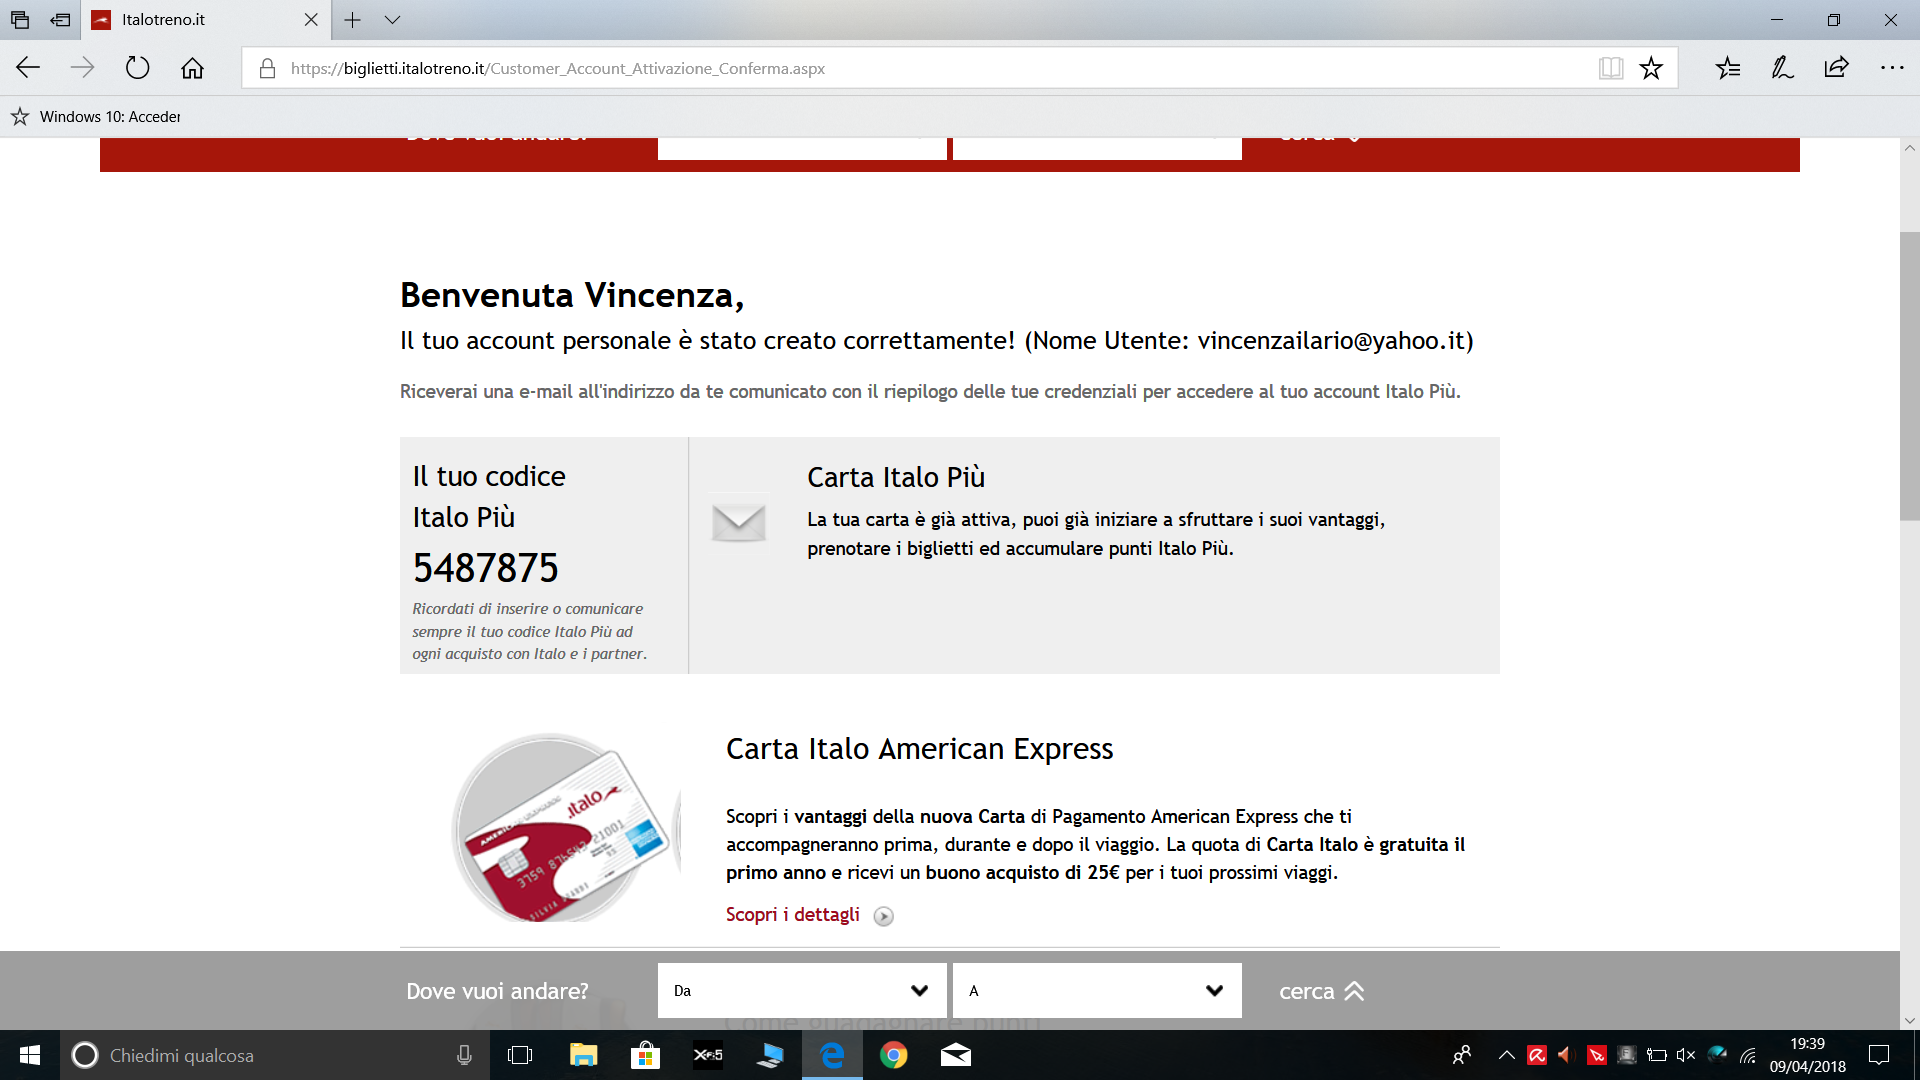 Italotreno.it
https://biglietti.italotreno.it/Customer_Account_Attivazione_Conferma.aspx
Windows 10: Acceder
Benvenuta Vincenza,
Il tuo account personale è stato creato correttamente! (Nome Utente: vincenzailario@yahoo.it)
Riceverai una e-mail all'indirizzo da te comunicato con il riepilogo delle tue credenziali per accedere al tuo account Italo Più.
Il tuo codice
Italo Più
5487875
Ricordati di inserire o comunicare
sempre il tuo codice Italo Più ad
ogni acquisto con Italo e i partner.
Carta Italo Più
La tua carta è già attiva, puoi già iniziare a sfruttare i suoi vantaggi,
prenotare i biglietti ed accumulare punti Italo Più.
.italo
Carta Italo American Express
Scopri i vantaggi della nuova Carta di Pagamento American Express che ti
accompagneranno prima, durante e dopo il viaggio. La quota di Carta Italo è gratuita il
primo anno e ricevi un buono acquisto di 25€ per i tuoi prossimi viaggi.
Scopri i dettagli
Dove vuoi andare?
Da
A
cerca
Come guadagnare punti
Chiedimi qualcosa
19:39
09/04/2018